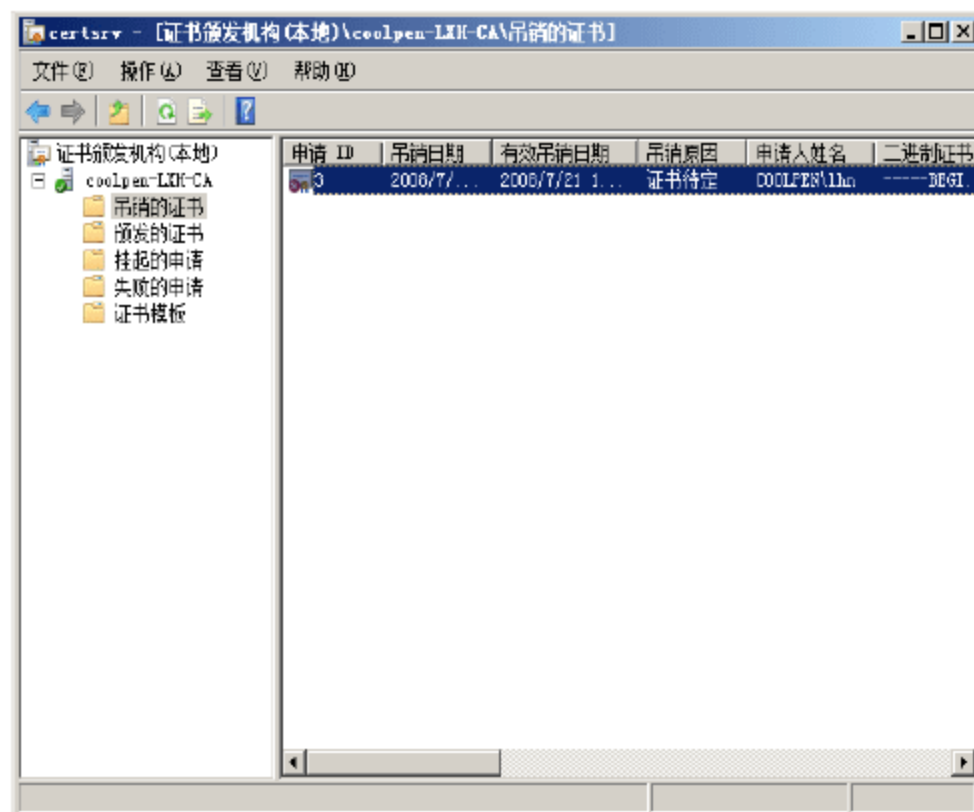 certsrv - [证书颁发机构(本地)\coolpen-LXH-CA\吊销的证书]
文件(F) 操作(A) 查看(V) 帮助(H)
证书颁发机构(本地)
coolpen-LXH-CA
吊销的证书
颁发的证书
挂起的申请
失败的申请
证书模板
申请 ID 吊销日期 有效吊销日期 吊销原因 申请人姓名 二进制证书
3 2008/7/... 2008/7/21 1... 证书待定 COOLPEN\lhn -----BEGI...